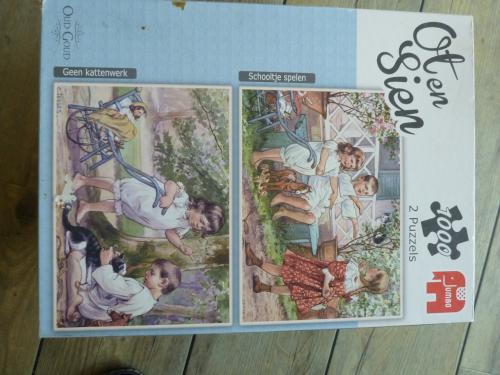 Oud Goud
Ot en
Sien
Geen kattenwerk
Schooltje spelen
1000
2 Puzzels
Jumbo